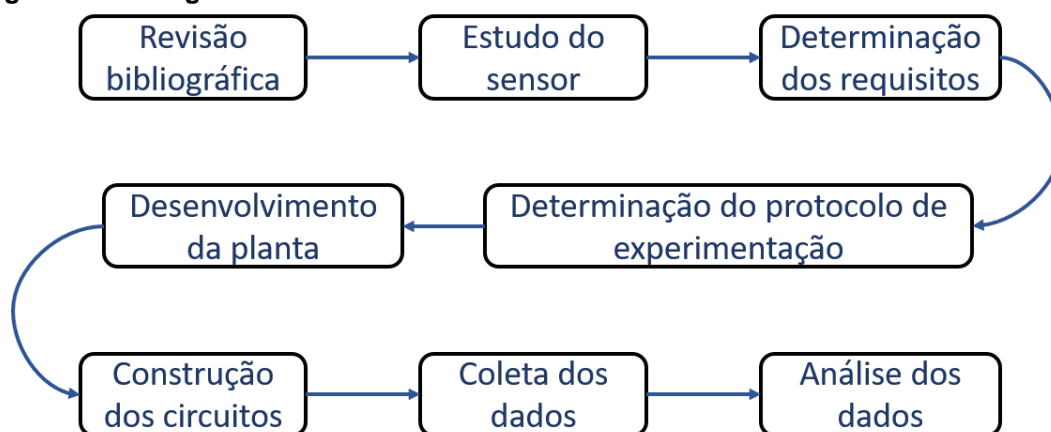 Revisão
bibliográfica
Estudo do
sensor
Determinação
dos requisitos
Determinação do protocolo de
experimentação
Desenvolvimento
da planta
Construção
dos circuitos
Coleta dos
dados
Análise dos
dados